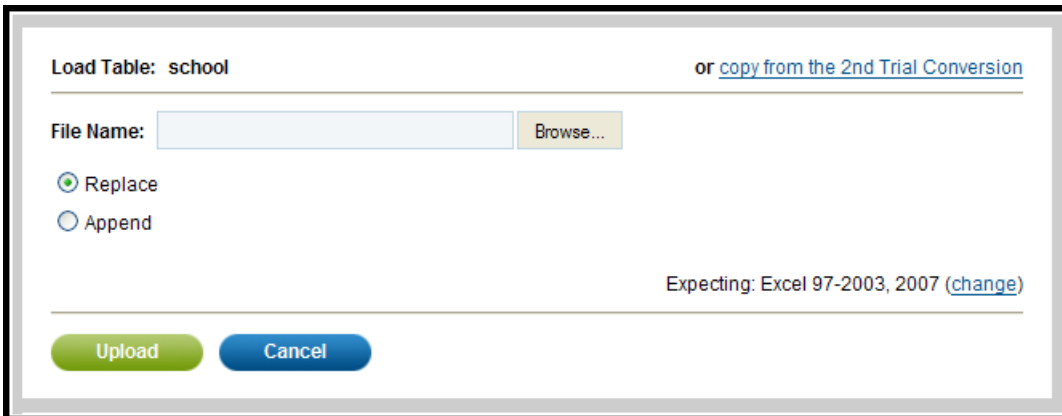 Load Table: school or copy from the 2nd Trial Conversion
File Name: Browse...
Replace
Append
Expecting: Excel 97-2003, 2007 (change)
Upload Cancel